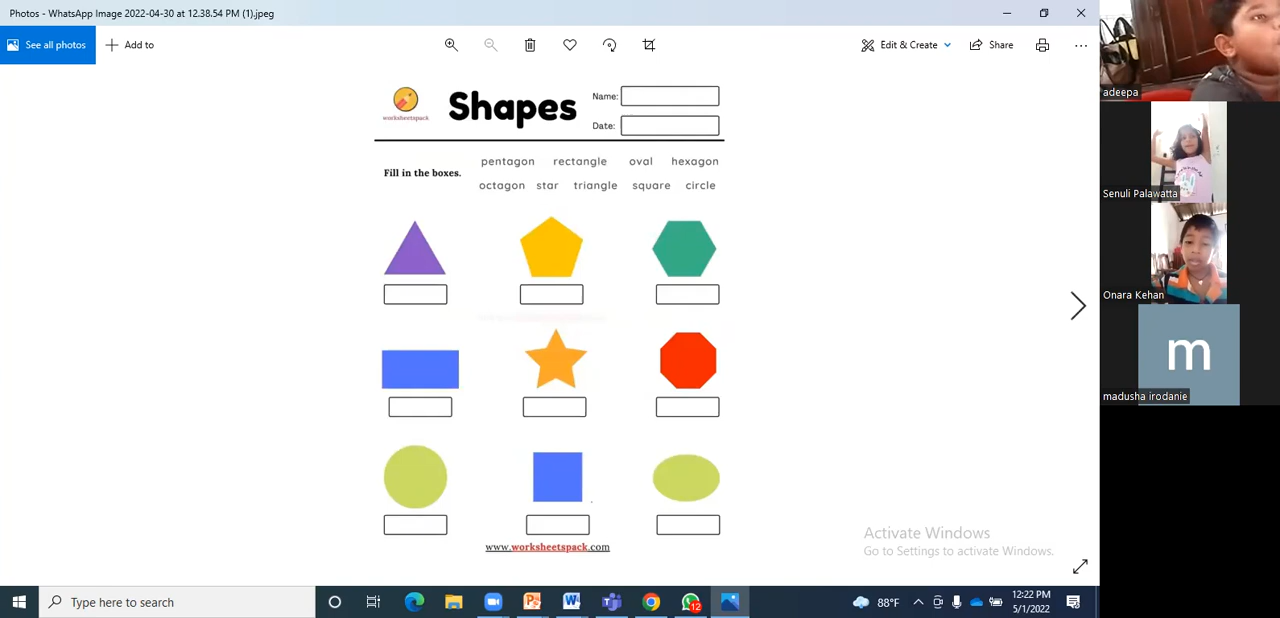 Photos - WhatsApp Image 2022-04-30 at 12.38.54 PM (1).jpeg
See all photos
Add to
Edit & Create
Share
adeepa
Senuli Palawatta
Onara Kehan
m
madusha irodanie
worksheetspack
Shapes
Name:
Date:
Fill in the boxes.
pentagon rectangle oval hexagon
octagon star triangle square circle
www.worksheetspack.com
Activate Windows
Go to Settings to activate Windows.
Type here to search
12
88°F
12:22 PM
5/1/2022